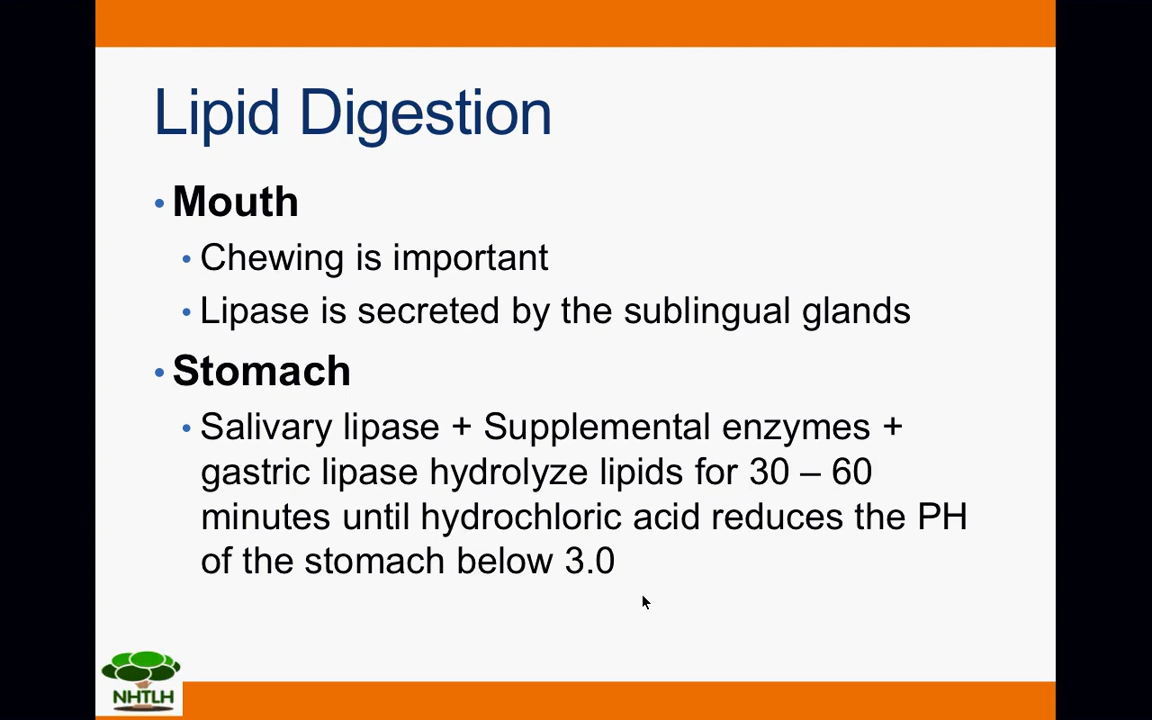 Lipid Digestion
• Mouth
• Chewing is important
• Lipase is secreted by the sublingual glands
• Stomach
• Salivary lipase + Supplemental enzymes +
gastric lipase hydrolyze lipids for 30 – 60
minutes until hydrochloric acid reduces the PH
of the stomach below 3.0
NHTLH